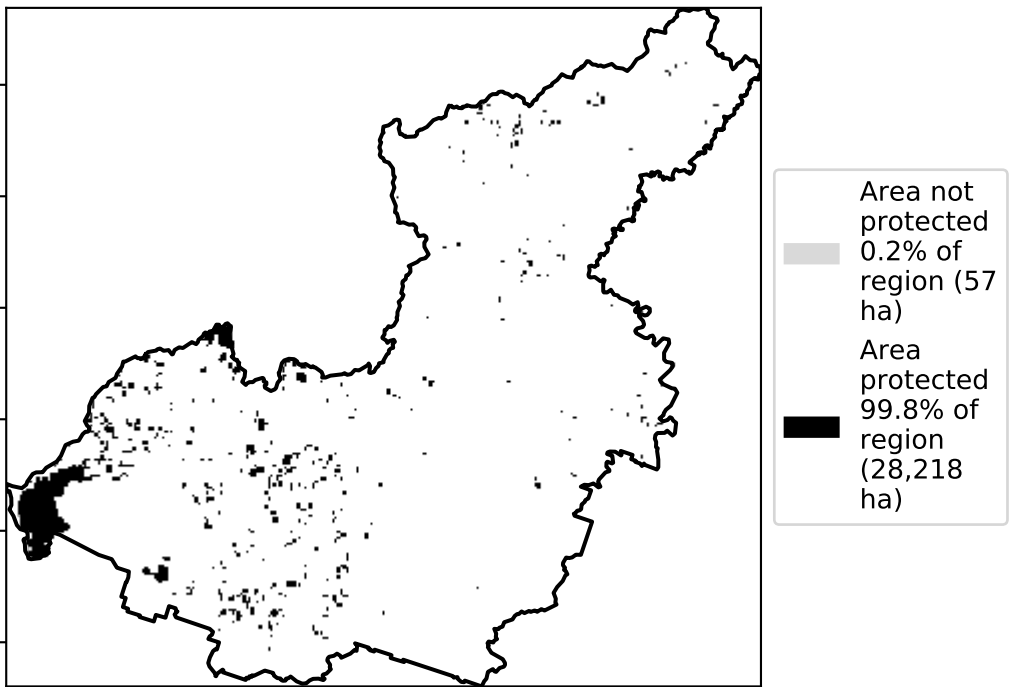 Area not
protected
0.2% of
region (57
ha)
Area
protected
99.8% of
region
(28,218
ha)